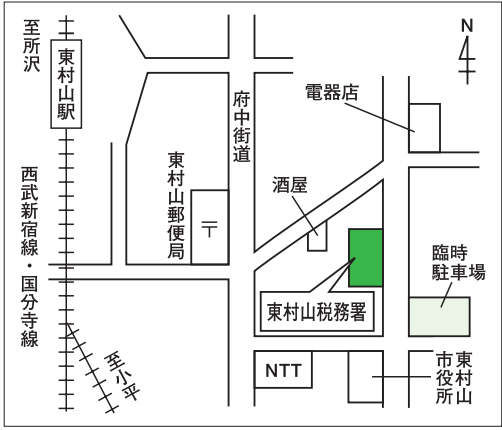 至所沢
東村山駅
西武新宿線・国分寺線
至小平
東村山郵便局
〒
府中街道
酒屋
電器店
N
東村山税務署
臨時
駐車場
NTT
東村山
市役所